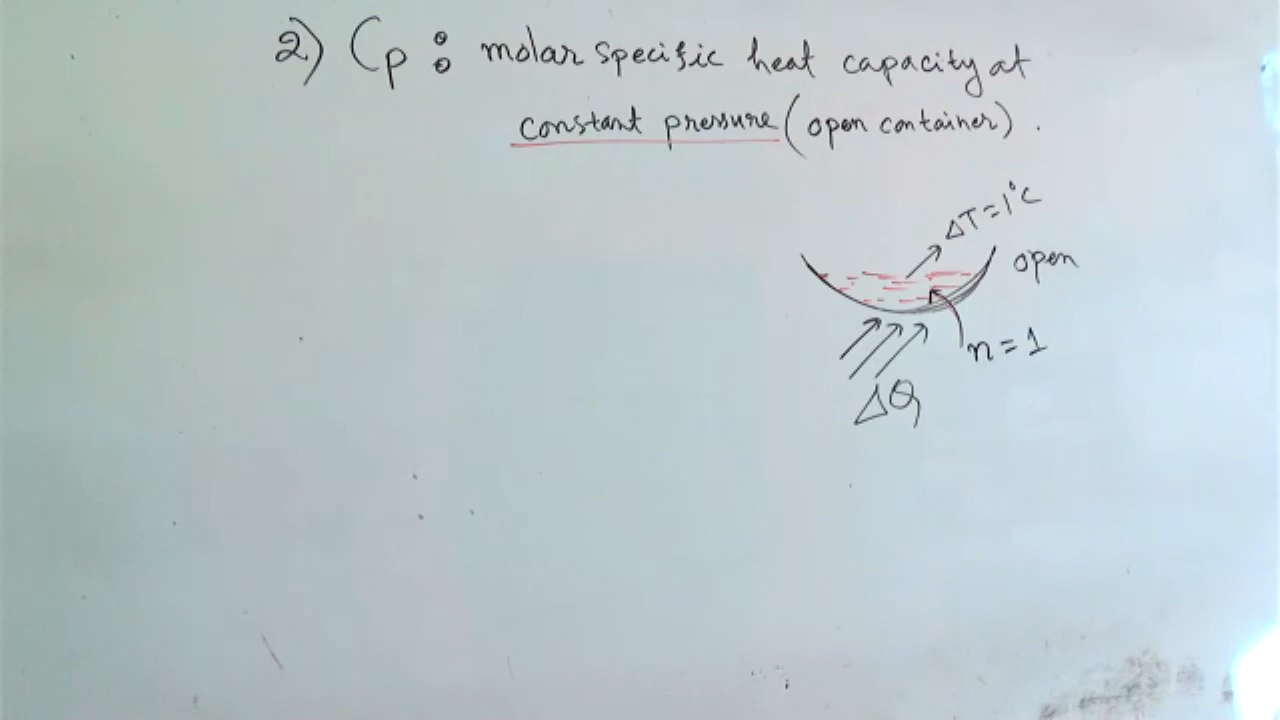 2) Cp : molar specific heat capacity at
constant pressure (open container) .
ΔT = 1°C
open
n = 1
ΔQ